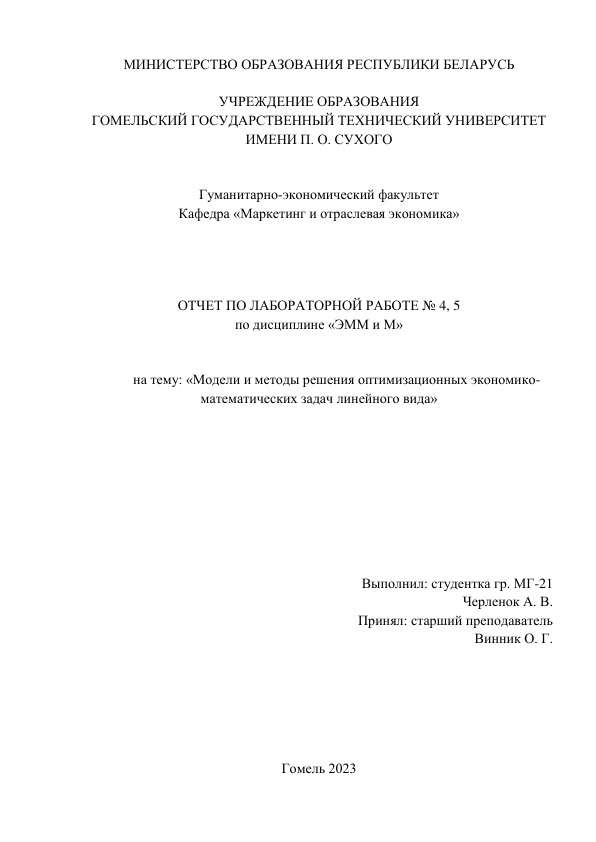 МИНИСТЕРСТВО ОБРАЗОВАНИЯ РЕСПУБЛИКИ БЕЛАРУСЬ
УЧРЕЖДЕНИЕ ОБРАЗОВАНИЯ
ГОМЕЛЬСКИЙ ГОСУДАРСТВЕННЫЙ ТЕХНИЧЕСКИЙ УНИВЕРСИТЕТ
ИМЕНИ П. О. СУХОГО
Гуманитарно-экономический факультет
Кафедра «Маркетинг и отраслевая экономика»
ОТЧЕТ ПО ЛАБОРАТОРНОЙ РАБОТЕ № 4, 5
по дисциплине «ЭММ и М»
на тему: «Модели и методы решения оптимизационных экономико-
математических задач линейного вида»
Выполнил: студентка гр. МГ-21
Черленок А. В.
Принял: старший преподаватель
Винник О. Г.
Гомель 2023